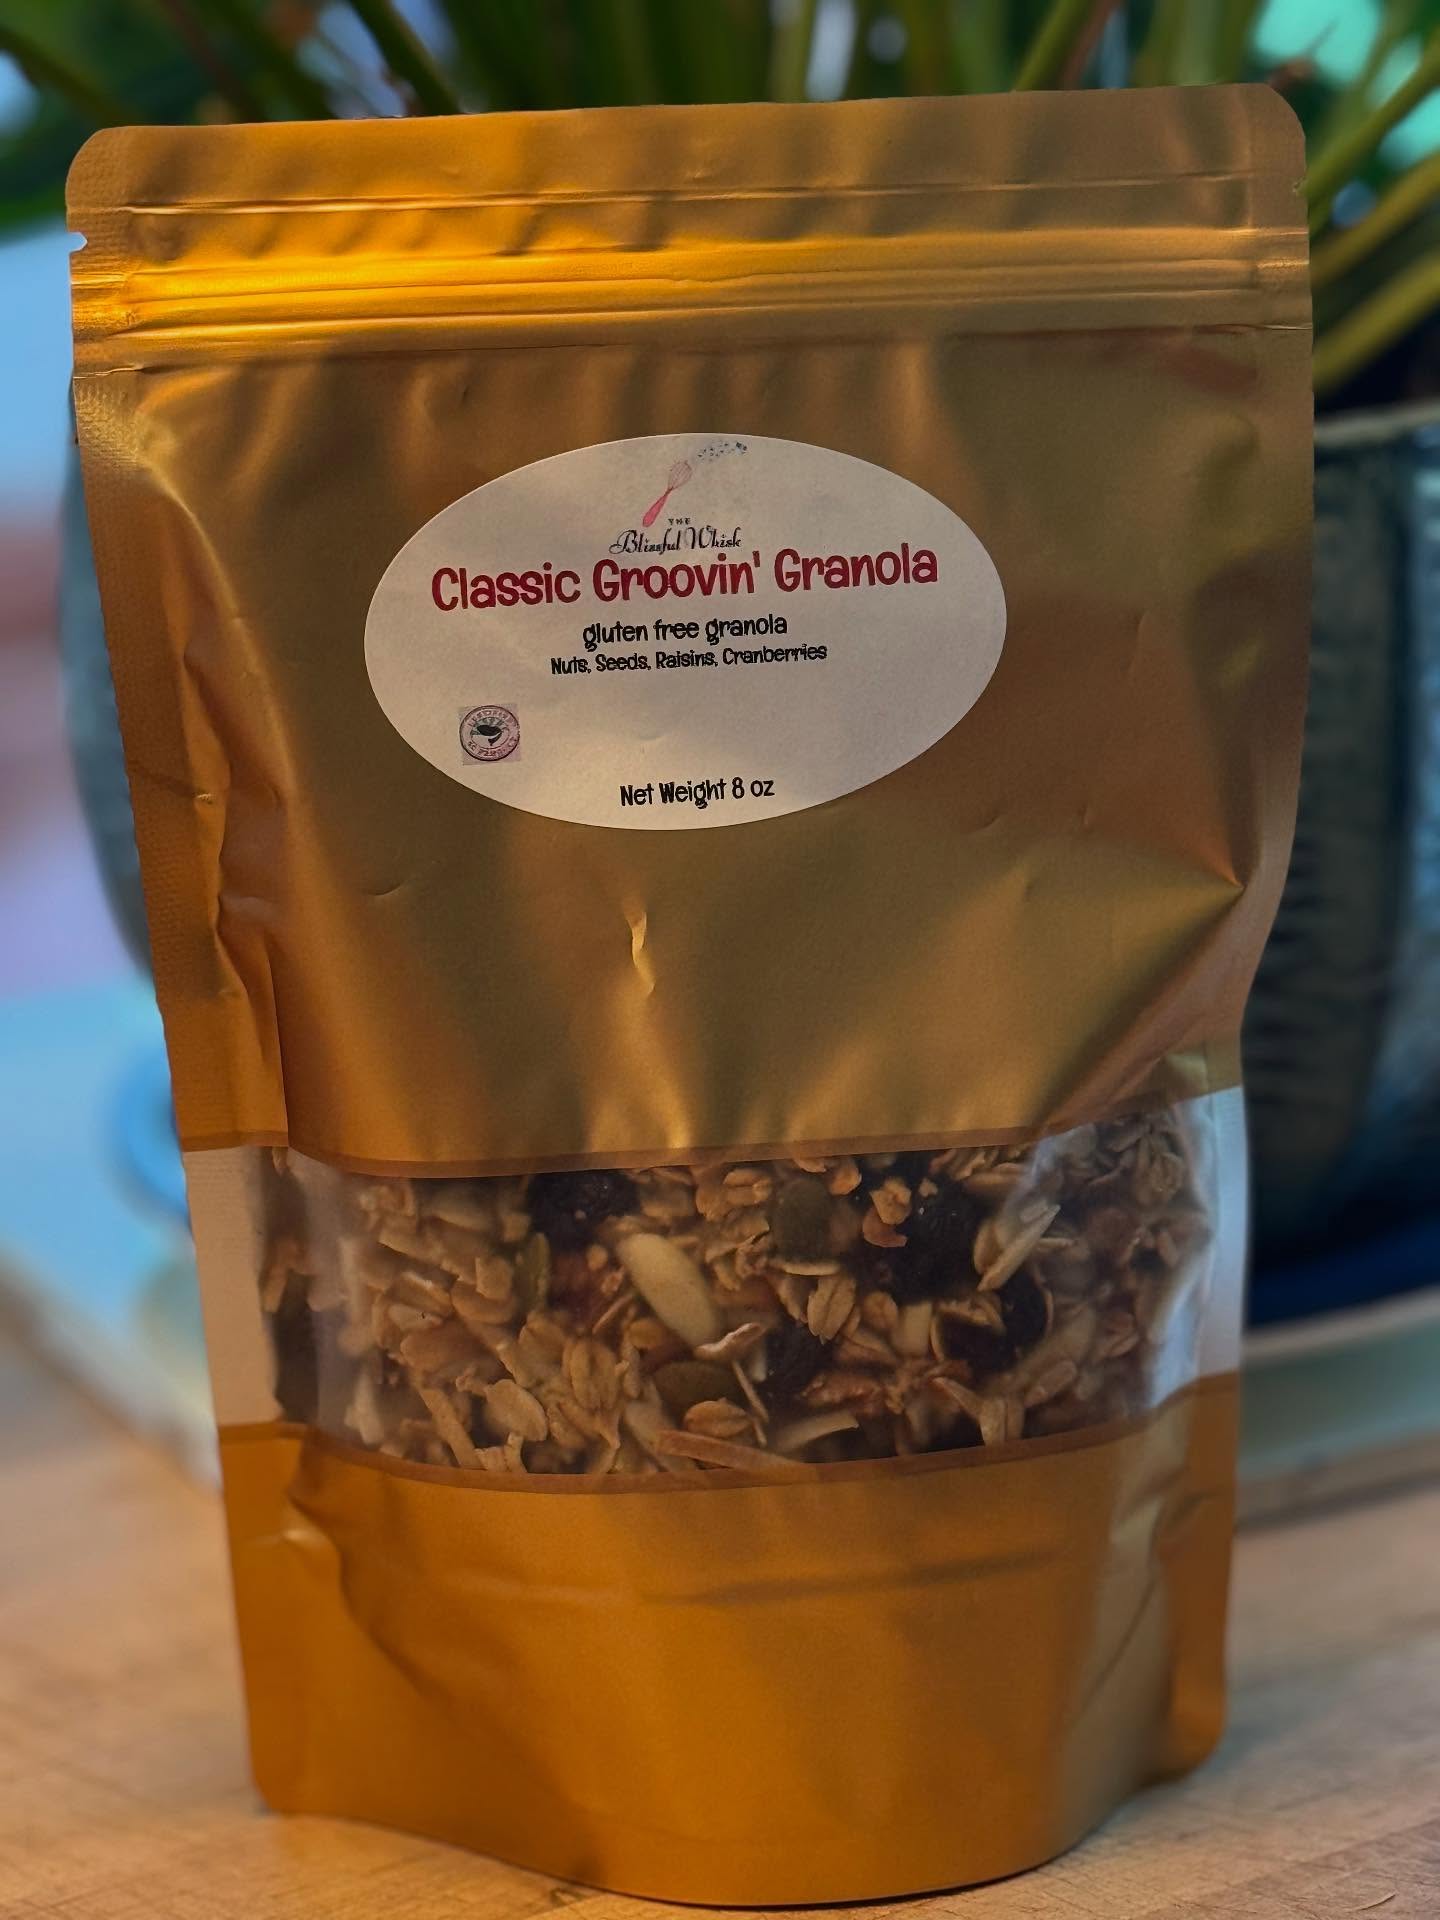 THE
Blissful Whisk
Classic Groovin' Granola
gluten free granola
Nuts, Seeds, Raisins, Cranberries
Net Weight 8 oz